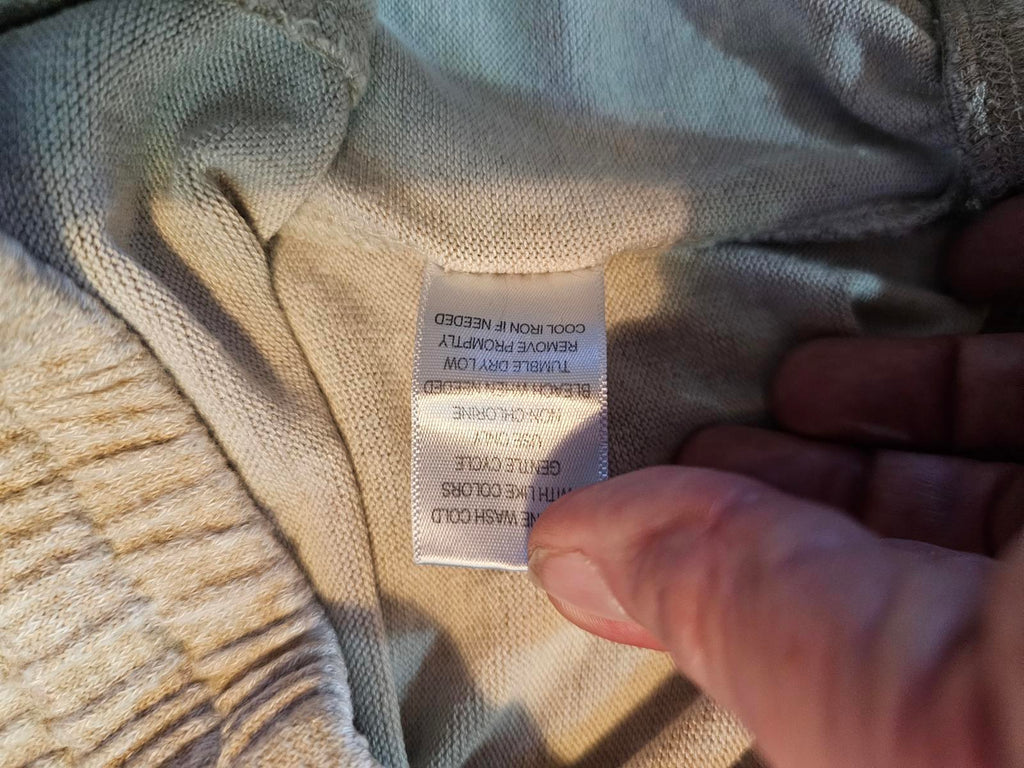 NE WASH COLD
WITH LIKE COLORS
GENTLE CYCLE
USE ONLY
NON-CHLORINE
BLEACH WHEN NEEDED
TUMBLE DRY LOW
REMOVE PROMPTLY
COOL IRON IF NEEDED